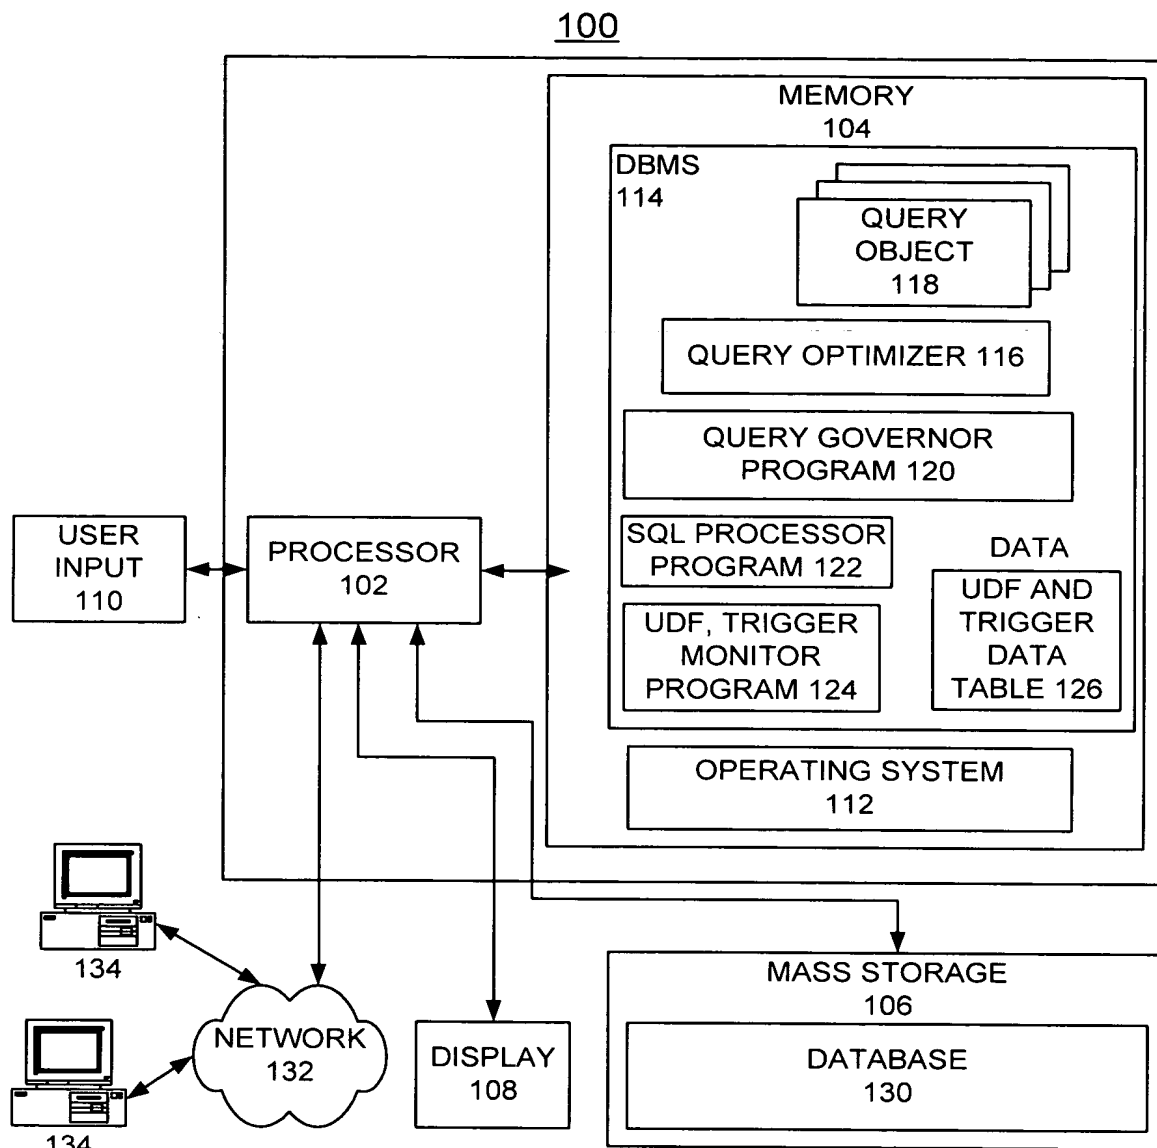 100
MEMORY
104
DBMS
114
QUERY
OBJECT
118
QUERY OPTIMIZER 116
QUERY GOVERNOR
PROGRAM 120
SQL PROCESSOR
PROGRAM 122
DATA
UDF, TRIGGER
MONITOR
PROGRAM 124
UDF AND
TRIGGER
DATA
TABLE 126
OPERATING SYSTEM
112
USER
INPUT
110
PROCESSOR
102
134
134
NETWORK
132
DISPLAY
108
MASS STORAGE
106
DATABASE
130